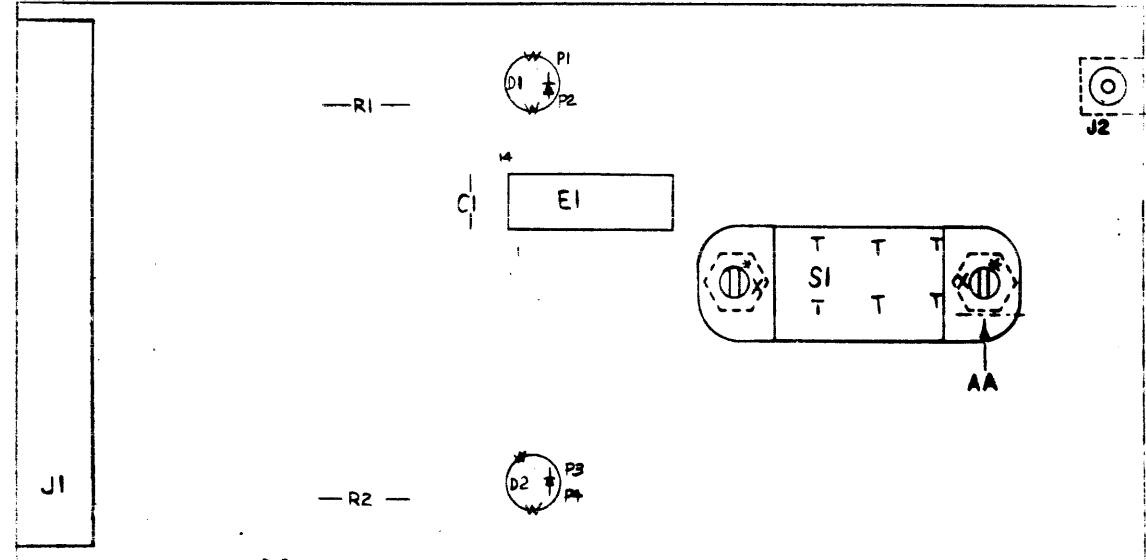 P1
D1
P2
R1
J2
14
C1
E1
1
T T T
* X S1 X *
T T T
AA
J1
D2
P3
P4
R2